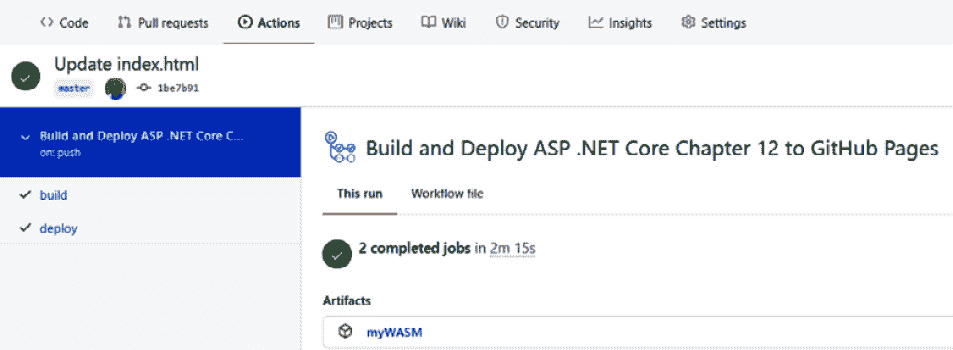 Code Pull requests Actions Projects Wiki Security Insights Settings
Update index.html
master 1be7b91
Build and Deploy ASP .NET Core C...
on: push
build
deploy
Build and Deploy ASP .NET Core Chapter 12 to GitHub Pages
This run Workflow file
2 completed jobs in 2m 15s
Artifacts
myWASM